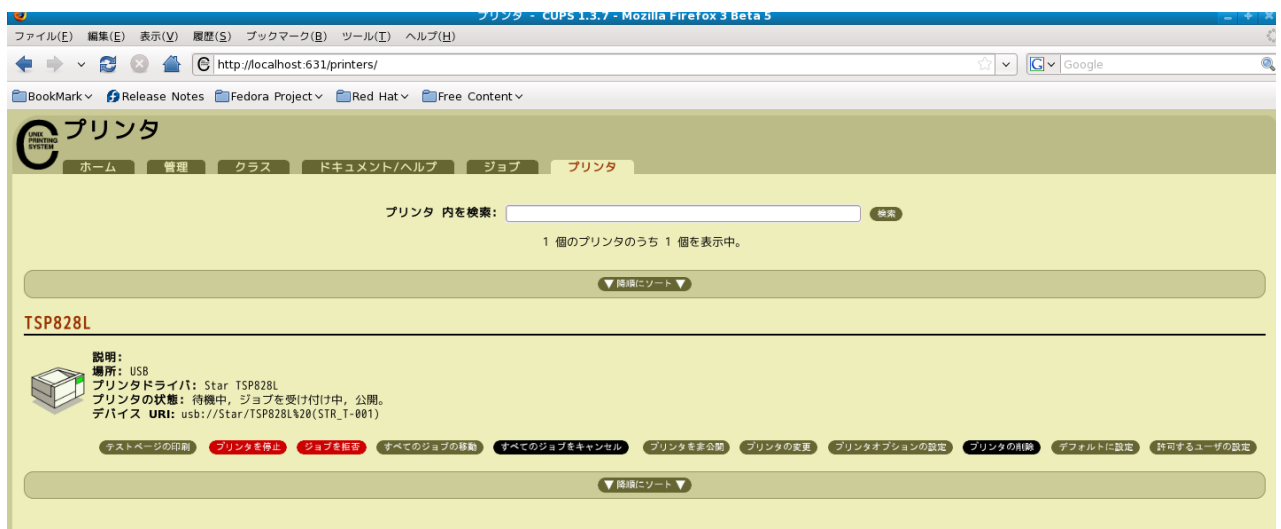 プリンタ - CUPS 1.3.7 - Mozilla Firefox 3 Beta 5
ファイル(F) 編集(E) 表示(V) 履歴(S) ブックマーク(B) ツール(T) ヘルプ(H)
http://localhost:631/printers/
G Google
BookMark Release Notes Fedora Project Red Hat Free Content
UNIX PRINTING SYSTEM
プリンタ
ホーム 管理 クラス ドキュメント/ヘルプ ジョブ プリンタ
プリンタ 内を検索: 検索
1 個のプリンタのうち 1 個を表示中。
▼ 降順にソート ▼
TSP828L
説明:
場所: USB
プリンタドライバ: Star TSP828L
プリンタの状態: 待機中, ジョブを受け付け中, 公開。
デバイス URI: usb://Star/TSP828L%20(STR_T-001)
テストページの印刷 プリンタを停止 ジョブを拒否 すべてのジョブの移動 すべてのジョブをキャンセル プリンタを非公開 プリンタの変更 プリンタオプションの設定 プリンタの削除 デフォルトに設定 許可するユーザの設定
▼ 降順にソート ▼